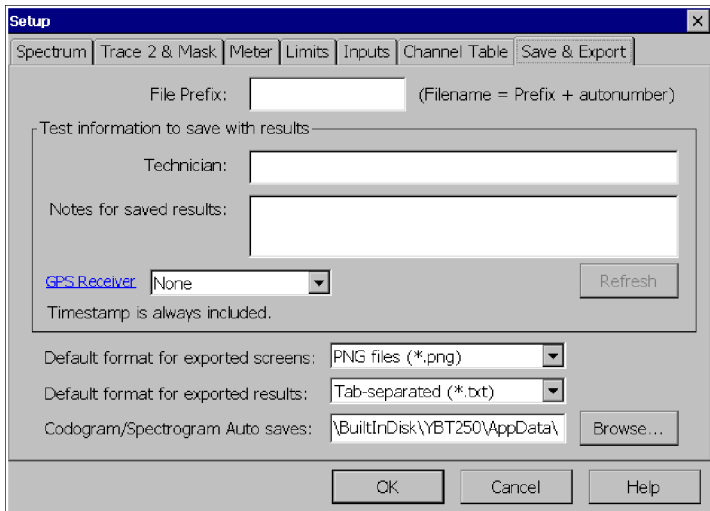 Setup
Spectrum Trace 2 & Mask Meter Limits Inputs Channel Table Save & Export
File Prefix: (Filename = Prefix + autonumber)
Test information to save with results
Technician:
Notes for saved results:
GPS Receiver None Refresh
Timestamp is always included.
Default format for exported screens: PNG files (*.png)
Default format for exported results: Tab-separated (*.txt)
Codogram/Spectrogram Auto saves: \BuiltInDisk\YBT250\AppData\ Browse...
OK Cancel Help